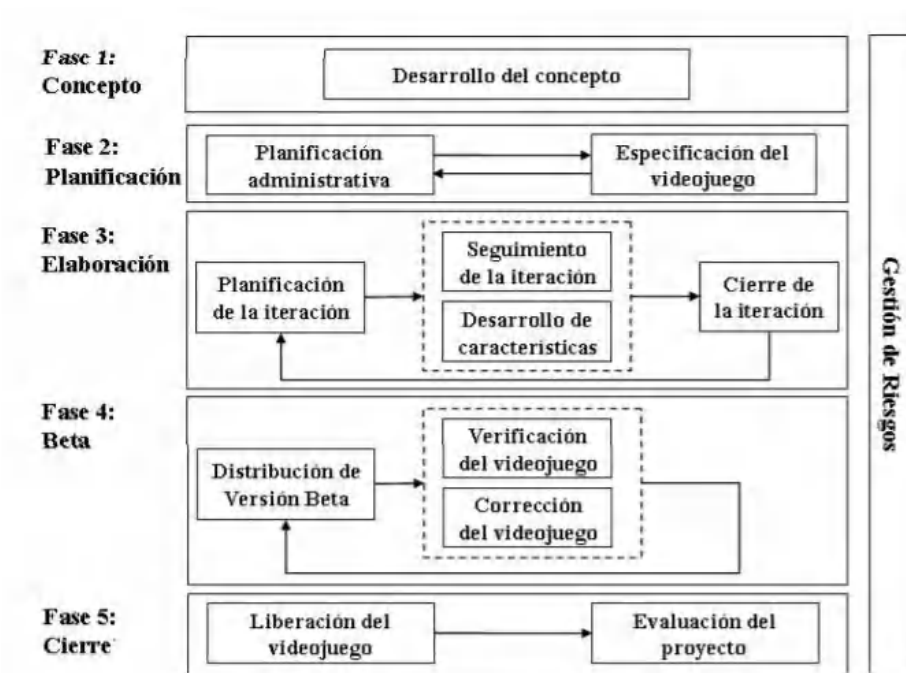 Fase 1:
Concepto
Desarrollo del concepto
Fase 2:
Planificación
Planificación
administrativa
Especificación del
videojuego
Fase 3:
Elaboración
Planificación
de la iteración
Seguimiento
de la iteración
Desarrollo de
características
Cierre de
la iteración
Fase 4:
Beta
Distribución de
Versión Beta
Verificación
del videojuego
Corrección
del videojuego
Fase 5:
Cierre
Liberación del
videojuego
Evaluación del
proyecto
Gestión de Riesgos